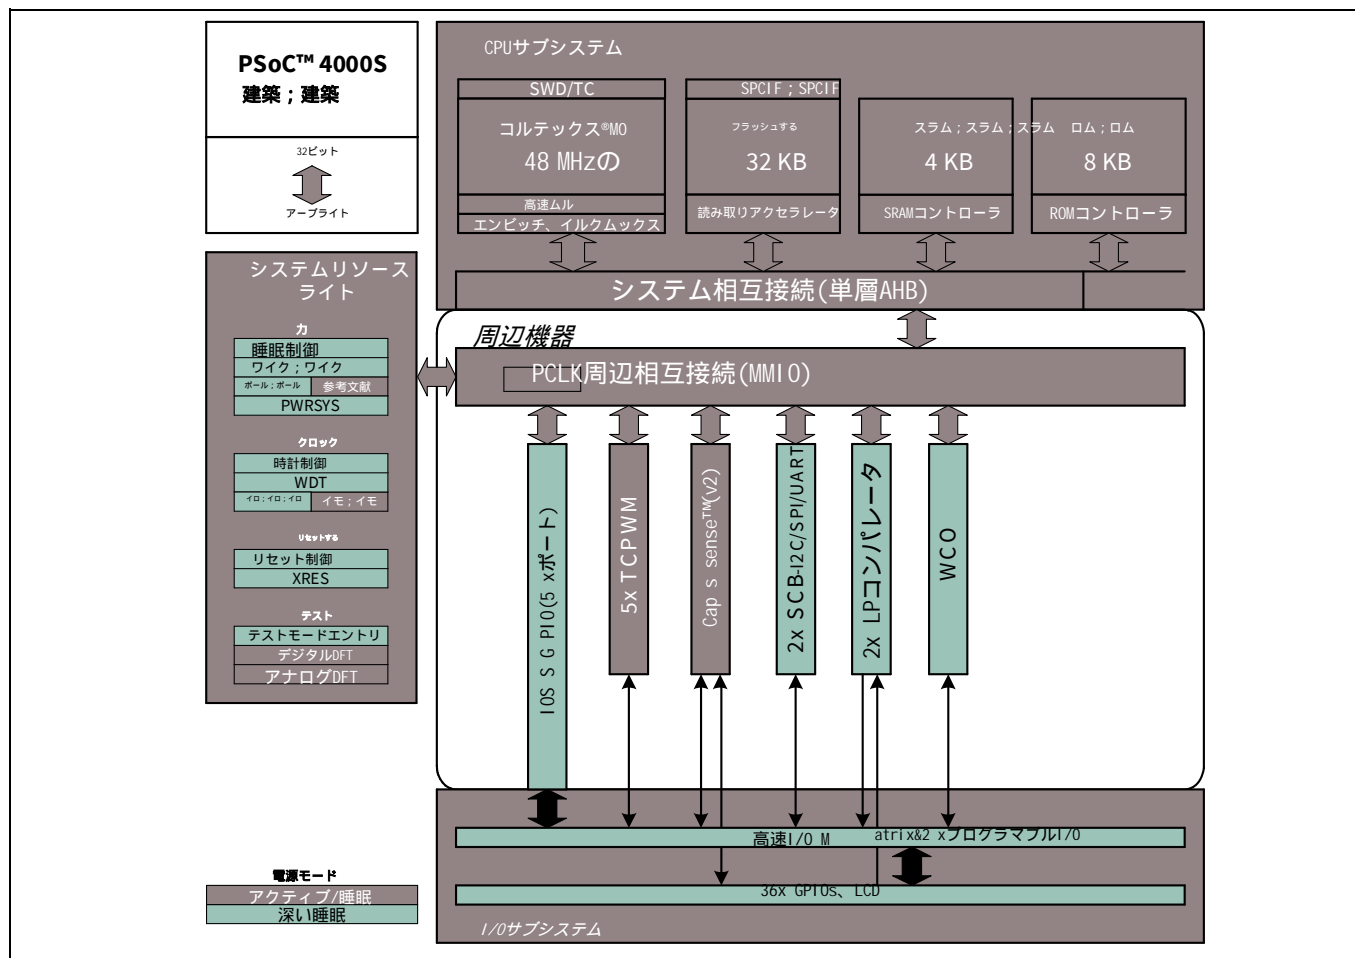 PSoC™ 4000S
建築；建築
32ビット
アーブライト
CPUサブシステム
SWD/TC
コルテックス®M0
48 MHzの
高速ムル
エンビッチ、イルクムックス
SPCIF；SPCIF
フラッシュする
32 KB
読み取りアクセラレータ
スラム；スラム；スラム
4 KB
SRAMコントローラ
ロム；ロム
8 KB
ROMコントローラ
システム相互接続(単層AHB)
システムリソース
ライト
力
睡眠制御
ワイク；ワイク
ポール；ポール
参考文献
PWRSYS
クロック
時計制御
WDT
イロ；イロ；イロ
イモ；イモ
リセットする
リセット制御
XRES
テスト
テストモードエントリ
デジタルDFT
アナログDFT
周辺機器
PCLK周辺相互接続(MMIO)
IOS S G PIO(5 xポート)
5x TCPWM
Cap s sense™(v2)
2x SCB-I2C/SPI/UART
2x LPコンパレータ
WCO
高速I/O M
atrix&2 xプログラマブルI/O
36x GPIOs、LCD
I/Oサブシステム
電源モード
アクティブ/睡眠
深い睡眠